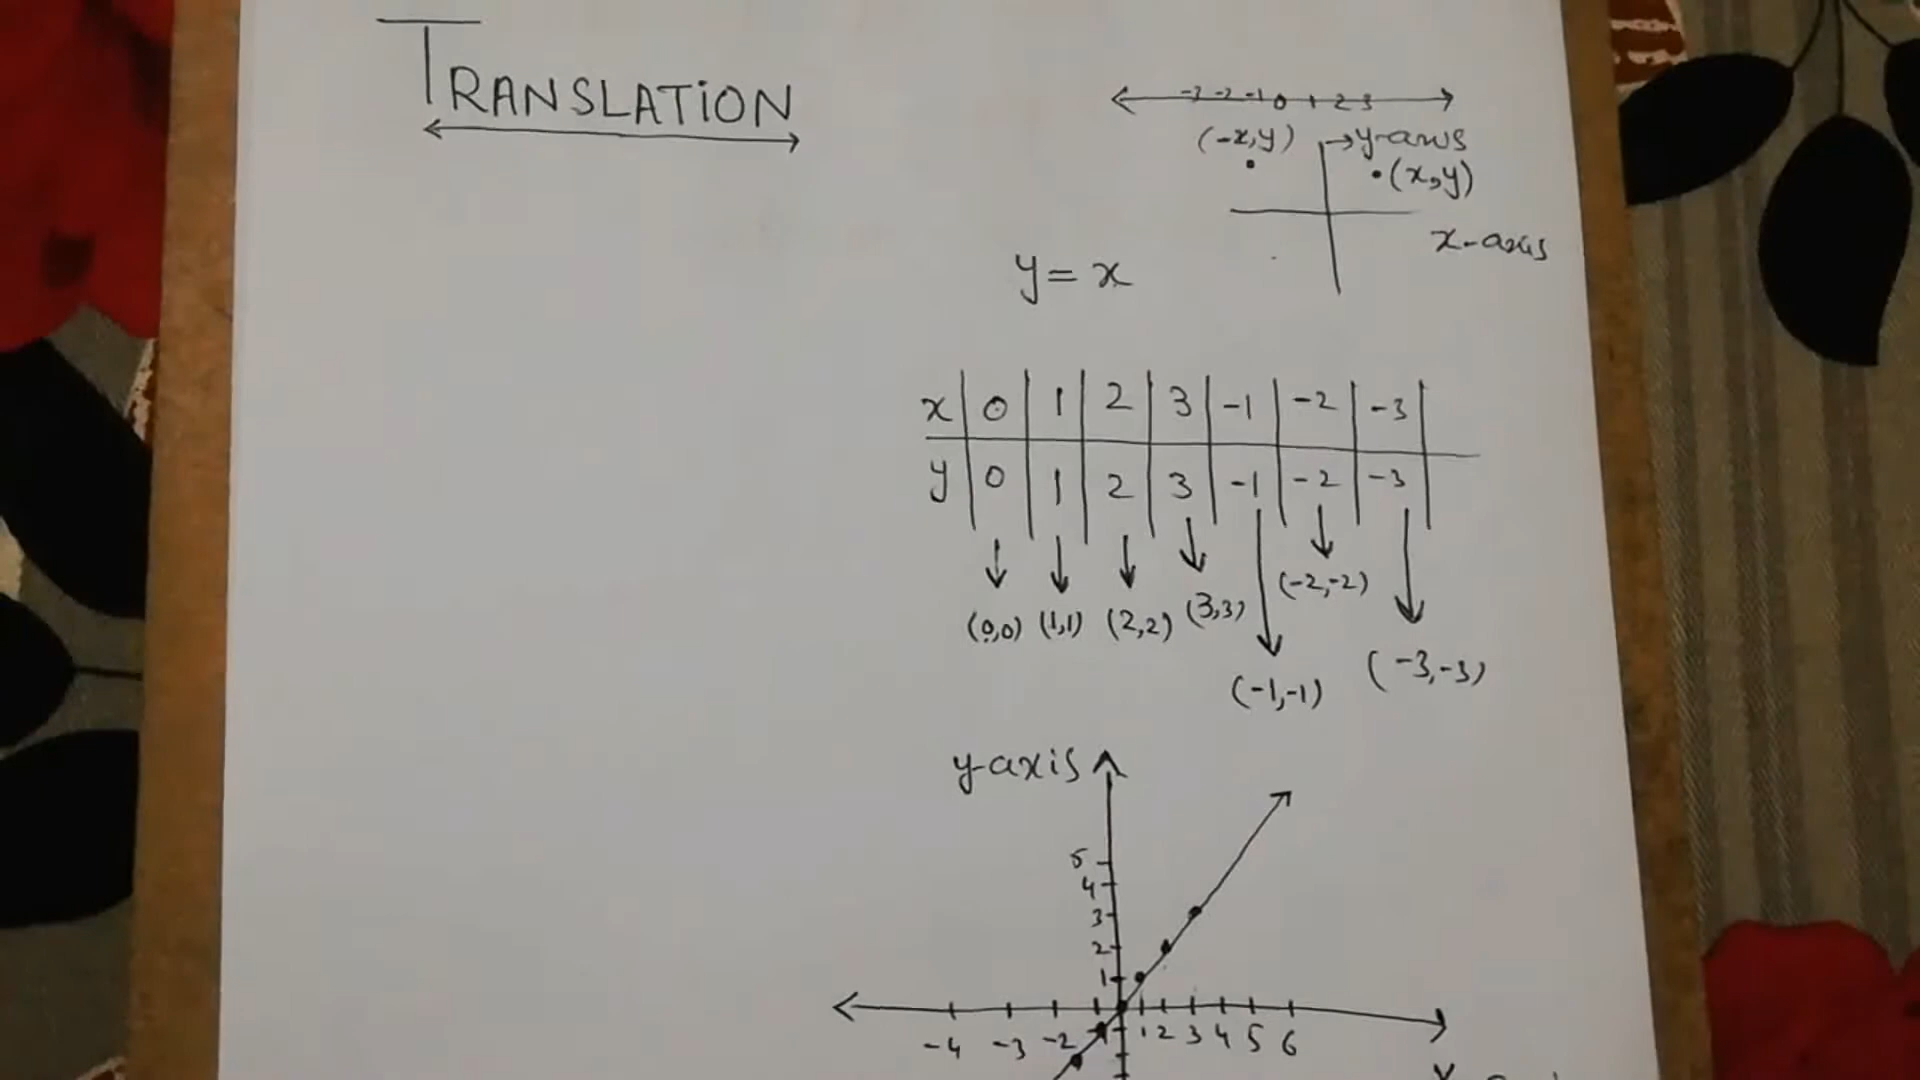 TRANSLATION
-3 -2 -1 0 1 2 3
(-x,y) → y-axis
(x,y)
x-axis
y = x
x 0 1 2 3 -1 -2 -3
y 0 1 2 3 -1 -2 -3
(-2,-2)
(0,0) (1,1) (2,2) (3,3)
(-1,-1) (-3,-3)
y-axis
5
4
3
2
1
-4 -3 -2 1 2 3 4 5 6